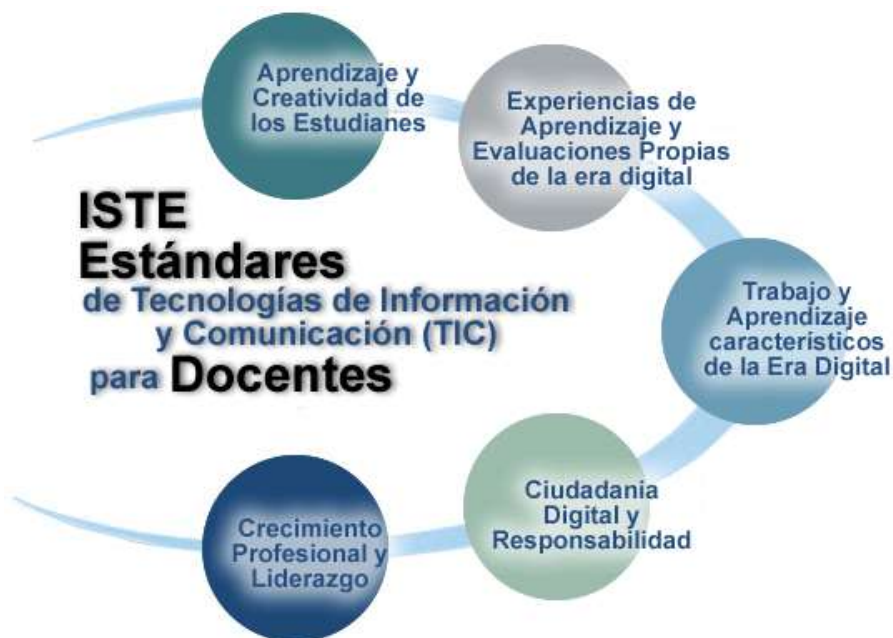 Aprendizaje y
Creatividad de
los Estudianes
Experiencias de
Aprendizaje y
Evaluaciones Propias
de la era digital
ISTE
Estándares
de Tecnologías de Información
y Comunicación (TIC)
para Docentes
Trabajo y
Aprendizaje
característicos
de la Era Digital
Ciudadanía
Digital y
Responsabilidad
Crecimiento
Profesional y
Liderazgo